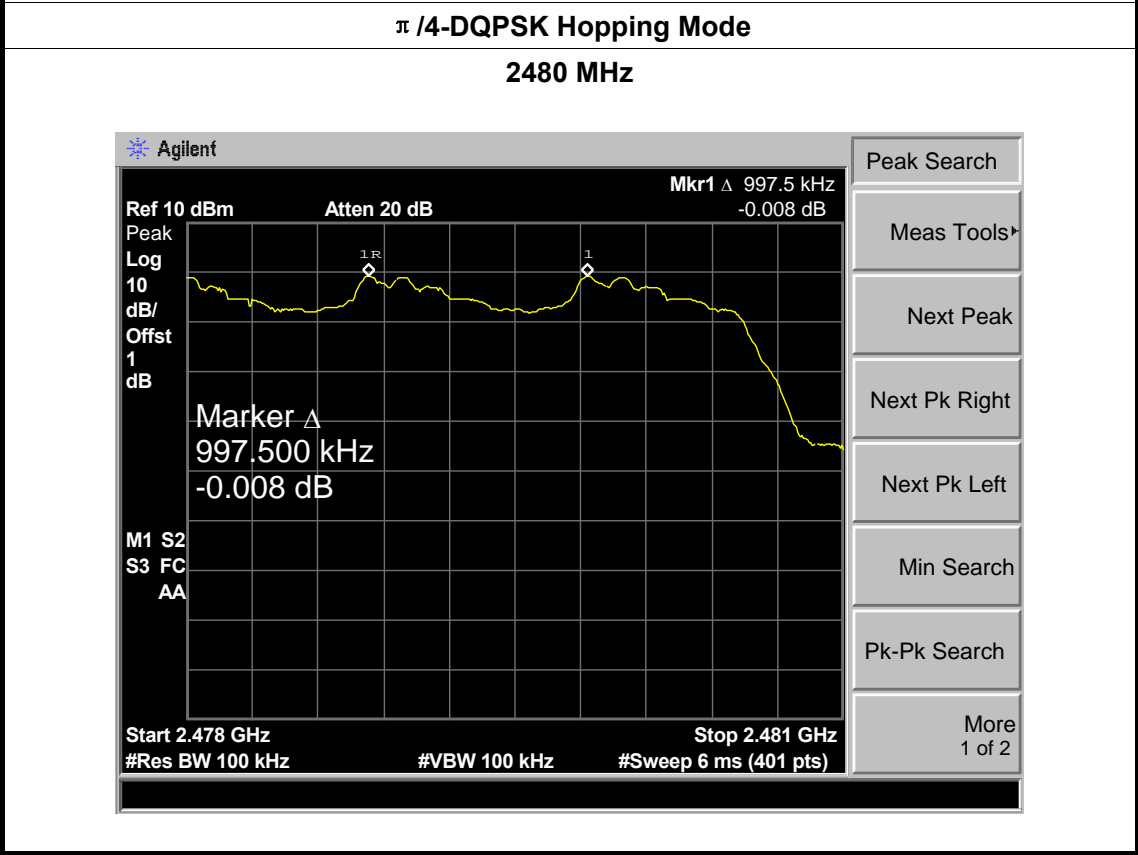 π /4-DQPSK Hopping Mode
2480 MHz
Agilent
Peak Search
Mkr1 Δ 997.5 kHz
Ref 10 dBm Atten 20 dB -0.008 dB
Peak
Log
10
dB/
Offst
1
dB
1R
1
Marker Δ
997.500 kHz
-0.008 dB
M1 S2
S3 FC
AA
Start 2.478 GHz Stop 2.481 GHz
#Res BW 100 kHz #VBW 100 kHz #Sweep 6 ms (401 pts)
Meas Tools
Next Peak
Next Pk Right
Next Pk Left
Min Search
Pk-Pk Search
More
1 of 2